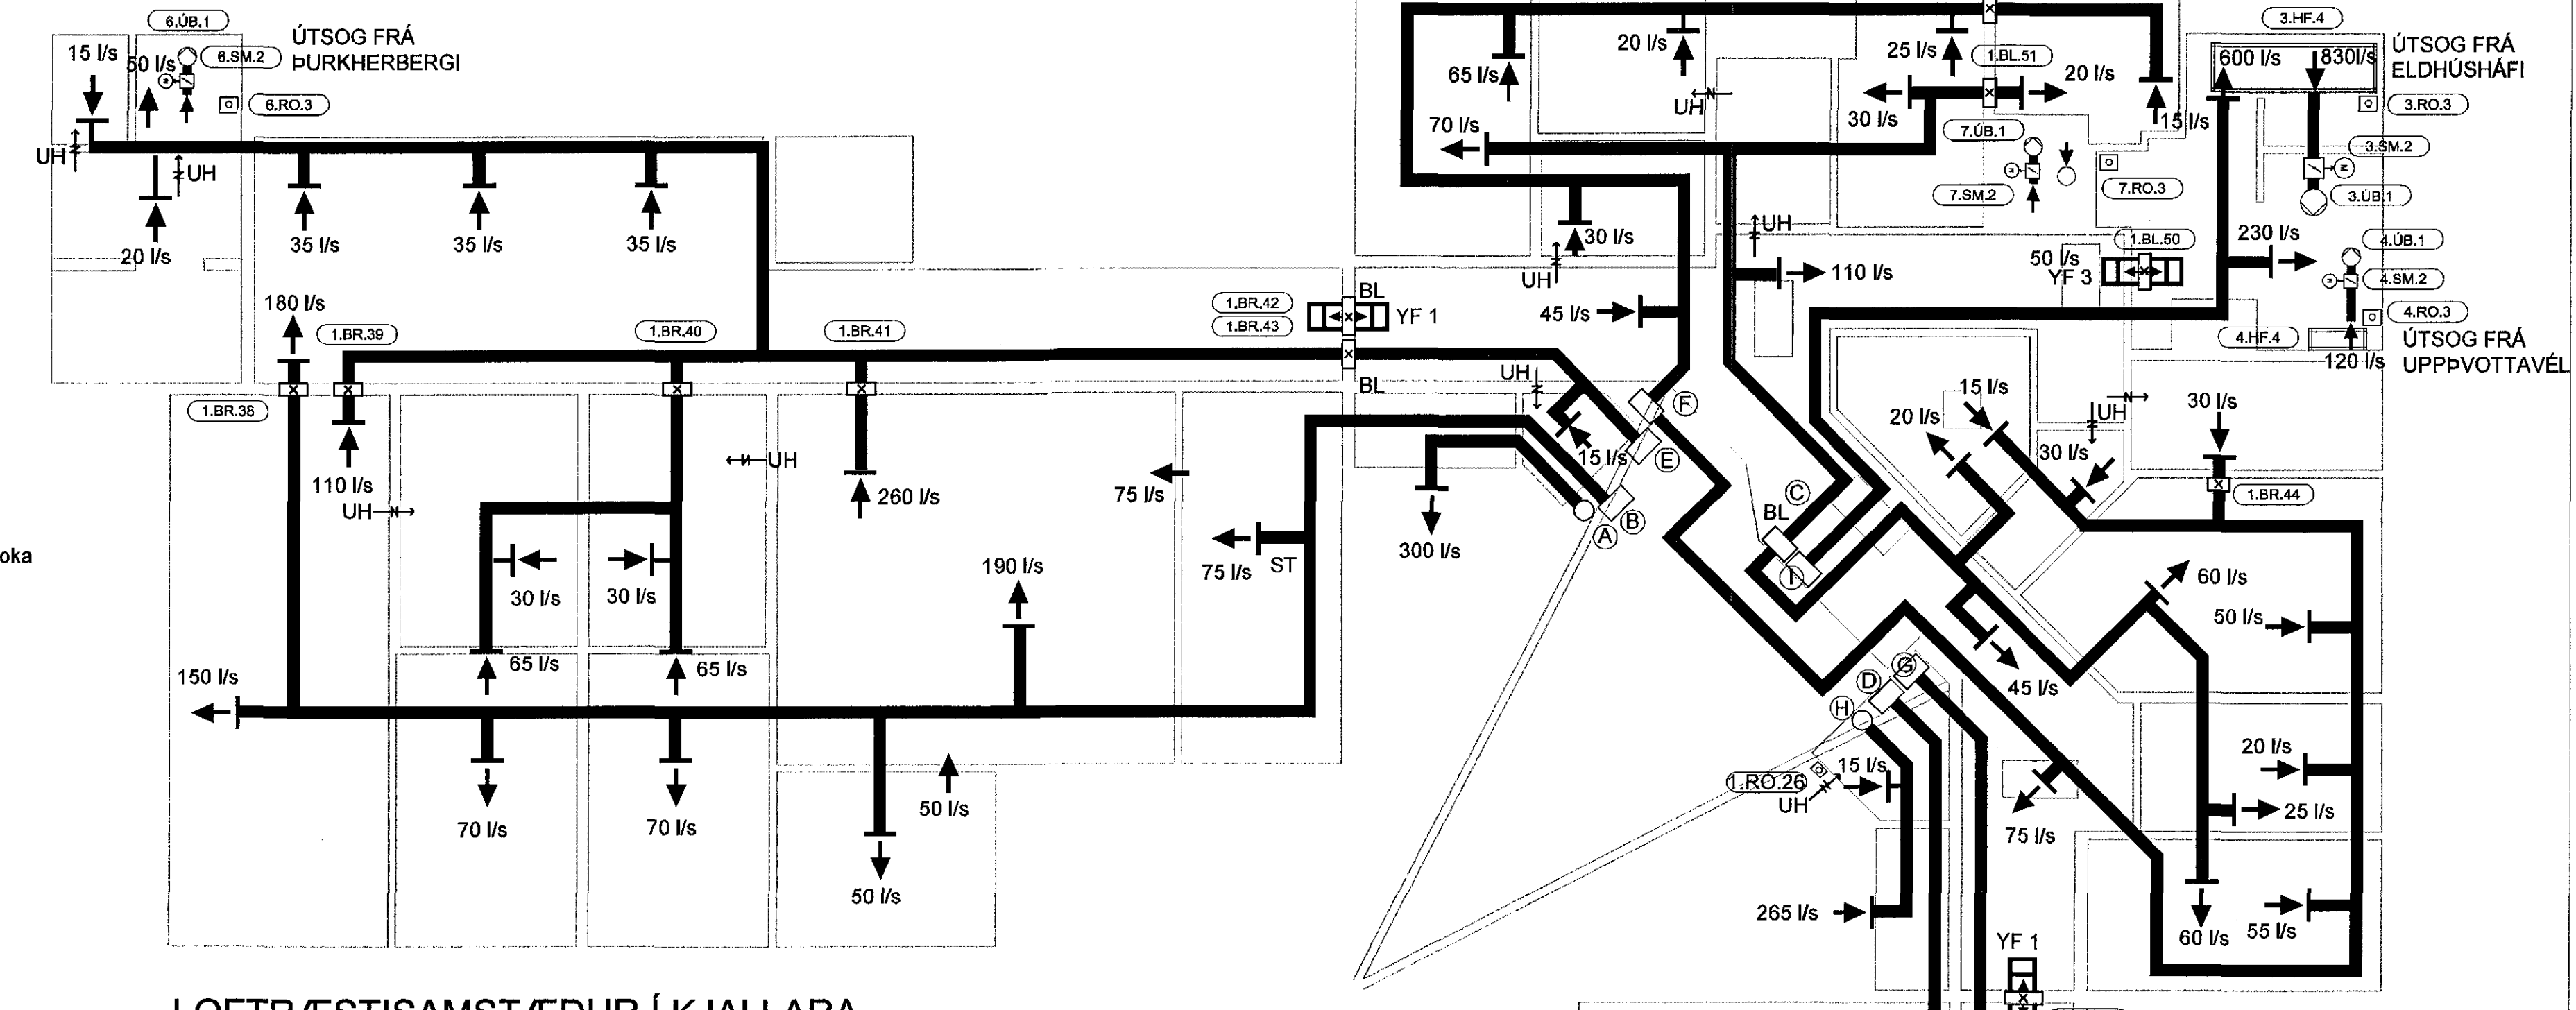 6.ÚB.1
ÚTSOG FRÁ
ÞURKHERBERGI
15 l/s
50 l/s
6.SM.2
6.RO.3
UH
UH
20 l/s
35 l/s
35 l/s
35 l/s
180 l/s
1.BR.39
1.BR.40
1.BR.41
1.BR.42
1.BR.43
BL
YF 1
BL
1.BR.38
110 l/s
UH
UH
260 l/s
75 l/s
75 l/s
ST
300 l/s
oka
30 l/s
30 l/s
190 l/s
65 l/s
65 l/s
150 l/s
70 l/s
70 l/s
50 l/s
50 l/s
20 l/s
25 l/s
65 l/s
1.BL.51
20 l/s
UH
30 l/s
70 l/s
15 l/s
7.ÚB.1
7.SM.2
7.RO.3
3.HF.4
600 l/s
830l/s
ÚTSOG FRÁ
ELDHÚSHÁFI
3.RO.3
3.SM.2
3.ÚB.1
UH
30 l/s
UH
110 l/s
45 l/s
50 l/s
1.BL.50
YF 3
230 l/s
4.ÚB.1
4.SM.2
4.RO.3
4.HF.4
ÚTSOG FRÁ
UPPÞVOTTAVÉL
120 l/s
UH
F
15 l/s
E
B
A
C
BL
I
15 l/s
20 l/s
UH
30 l/s
30 l/s
1.BR.44
60 l/s
50 l/s
45 l/s
G
D
H
1.RO.26
UH
15 l/s
75 l/s
20 l/s
25 l/s
265 l/s
60 l/s
55 l/s
YF 1
LOFTRÆSTISAMSTÆÐUR Í KJALLARA